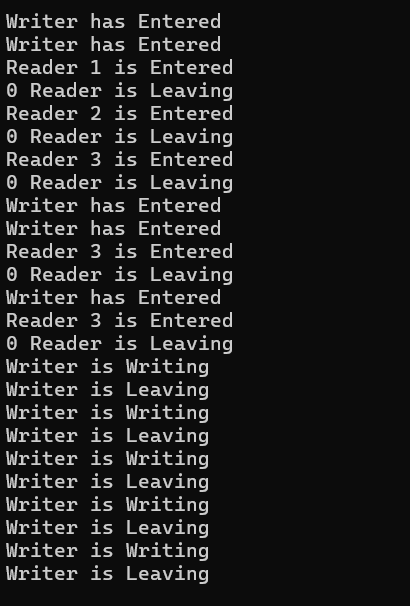 Writer has Entered
Writer has Entered
Reader 1 is Entered
0 Reader is Leaving
Reader 2 is Entered
0 Reader is Leaving
Reader 3 is Entered
0 Reader is Leaving
Writer has Entered
Writer has Entered
Reader 3 is Entered
0 Reader is Leaving
Writer has Entered
Reader 3 is Entered
0 Reader is Leaving
Writer is Writing
Writer is Leaving
Writer is Writing
Writer is Leaving
Writer is Writing
Writer is Leaving
Writer is Writing
Writer is Leaving
Writer is Writing
Writer is Leaving